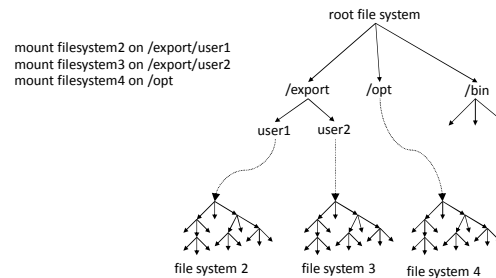 root file system
mount filesystem2 on /export/user1
mount filesystem3 on /export/user2
mount filesystem4 on /opt
/export
/opt
/bin
user1
user2
file system 2
file system 3
file system 4